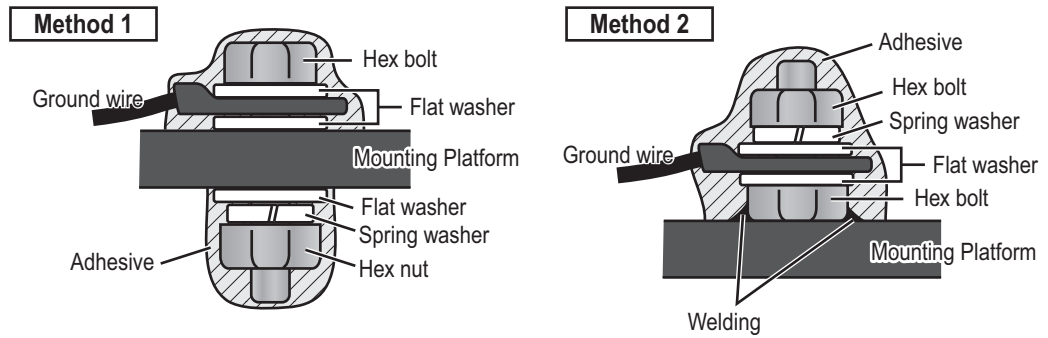 Method 1
Hex bolt
Ground wire
Flat washer
Mounting Platform
Flat washer
Spring washer
Adhesive
Hex nut
Method 2
Adhesive
Hex bolt
Spring washer
Ground wire
Flat washer
Hex bolt
Mounting Platform
Welding